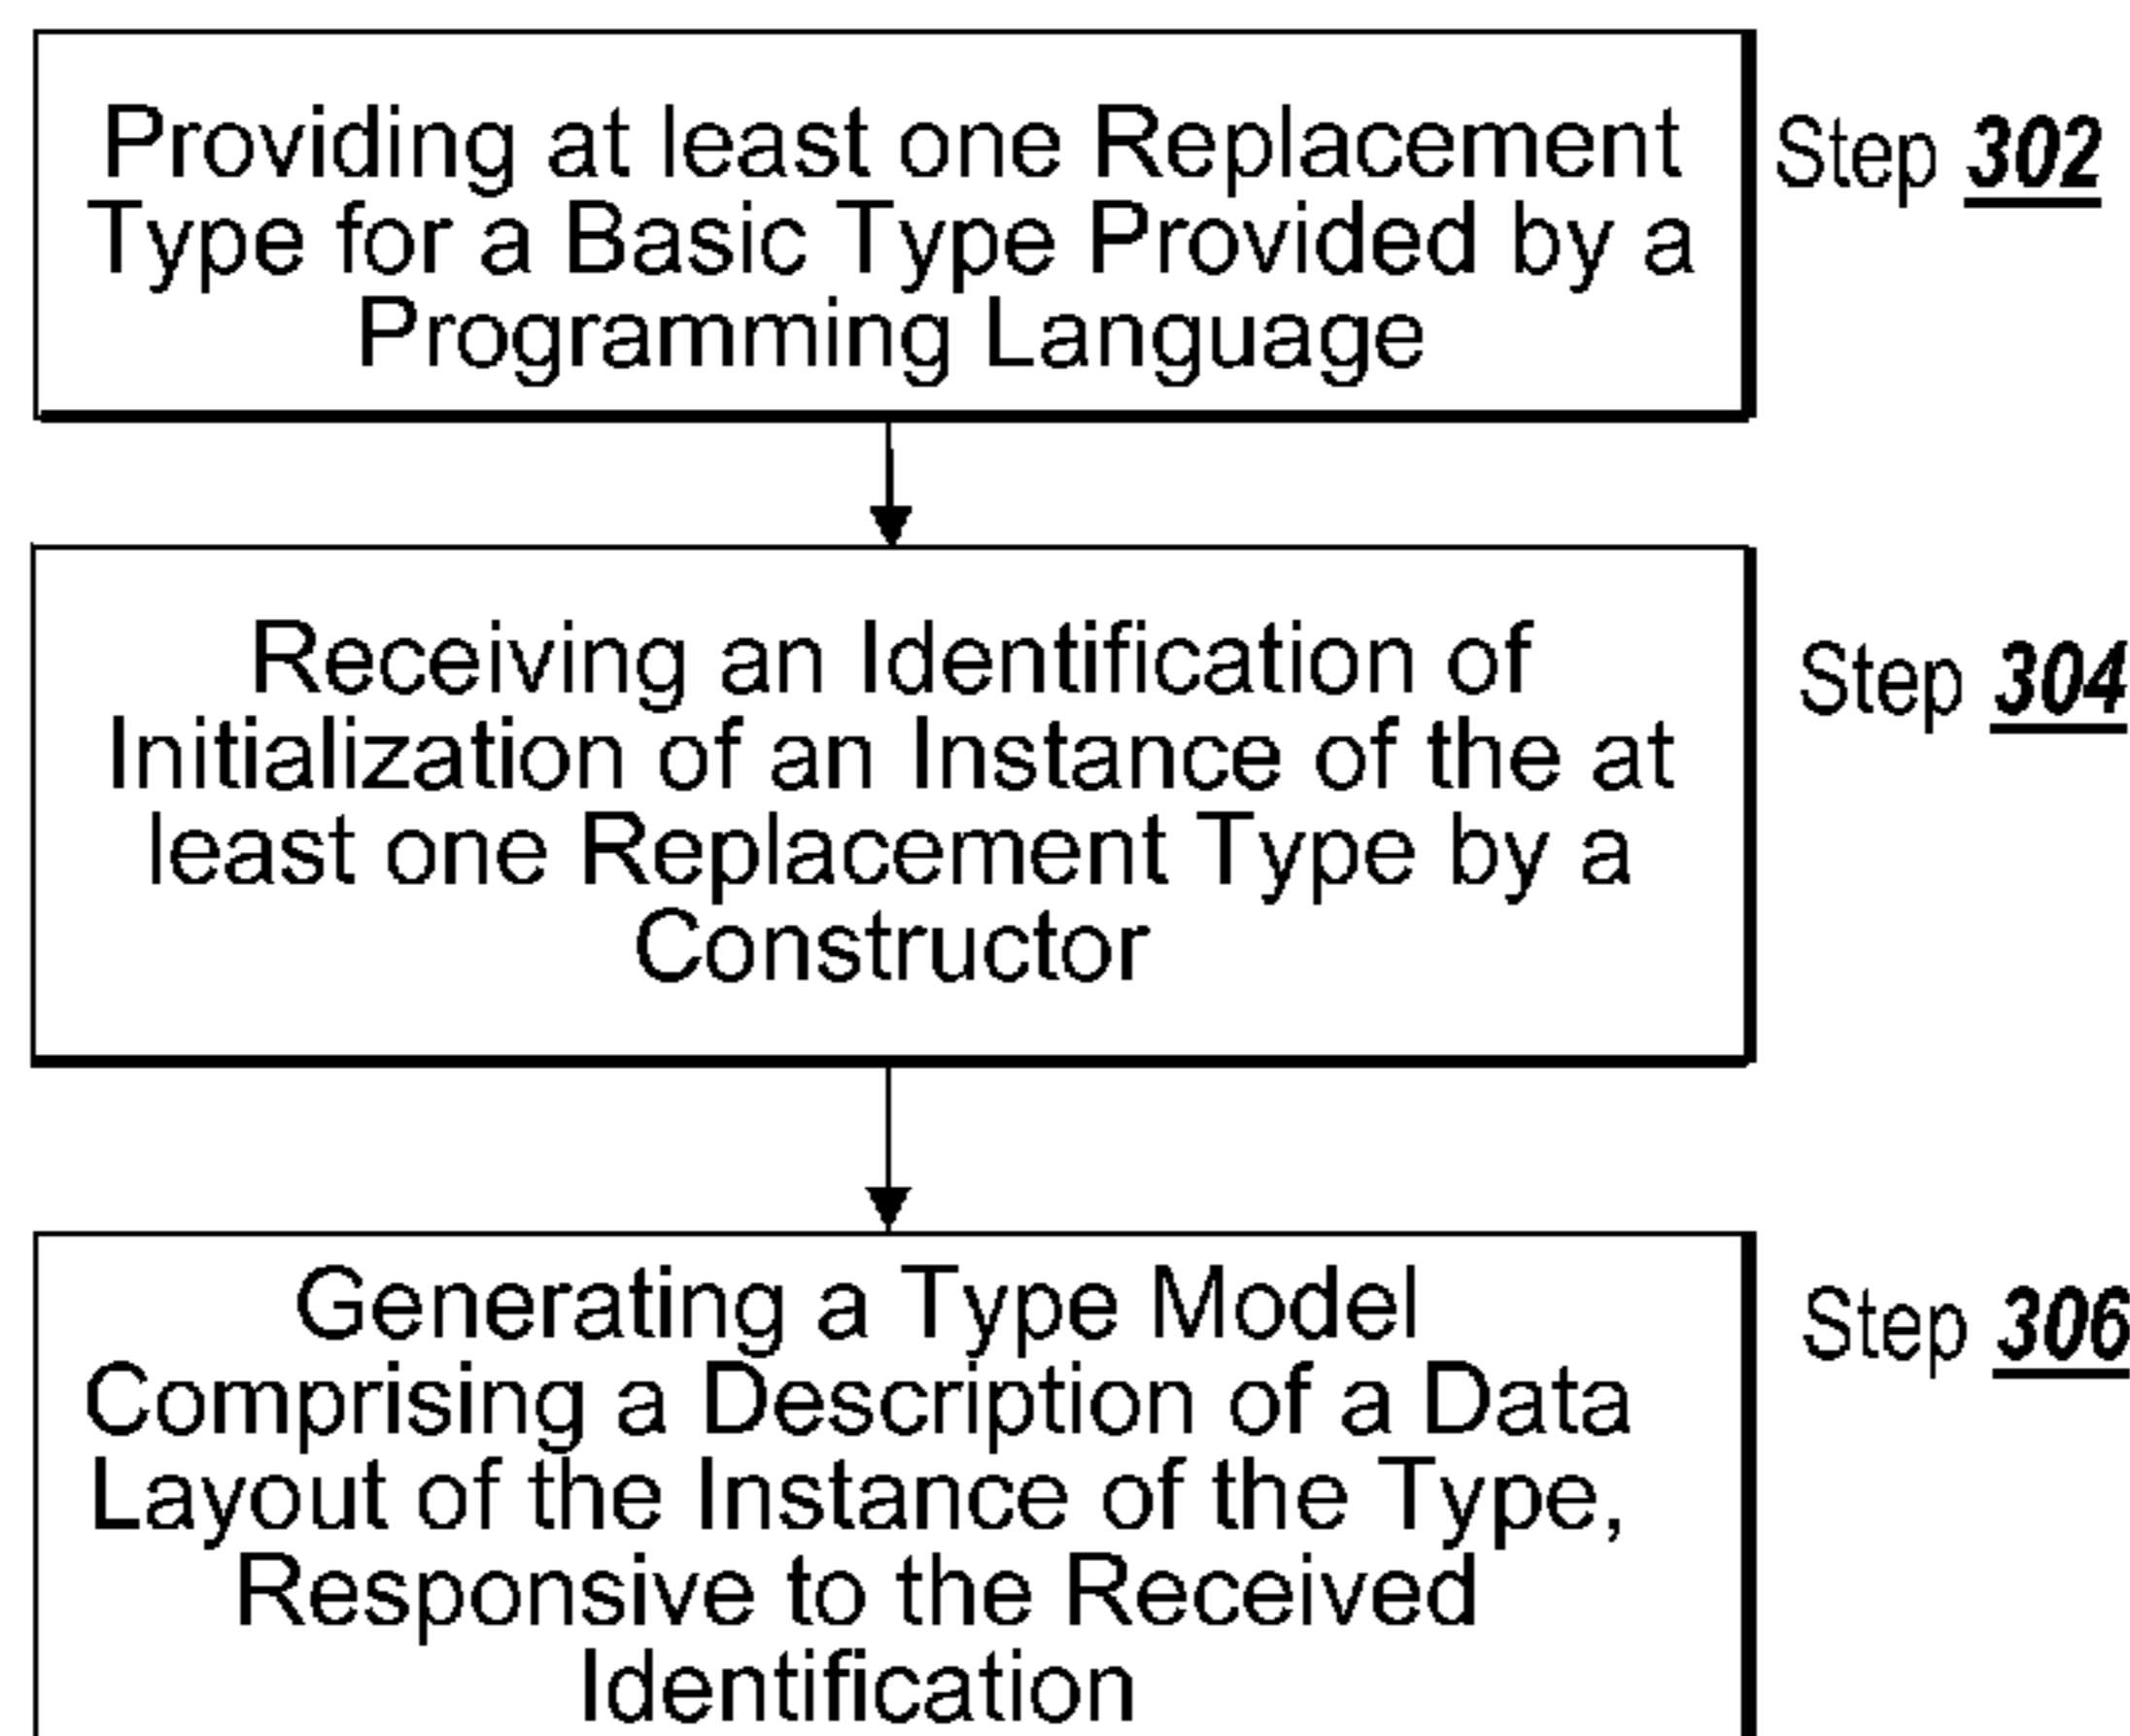 Providing at least one Replacement
Type for a Basic Type Provided by a
Programming Language
Step 302
Receiving an Identification of
Initialization of an Instance of the at
least one Replacement Type by a
Constructor
Step 304
Generating a Type Model
Comprising a Description of a Data
Layout of the Instance of the Type,
Responsive to the Received
Identification
Step 306